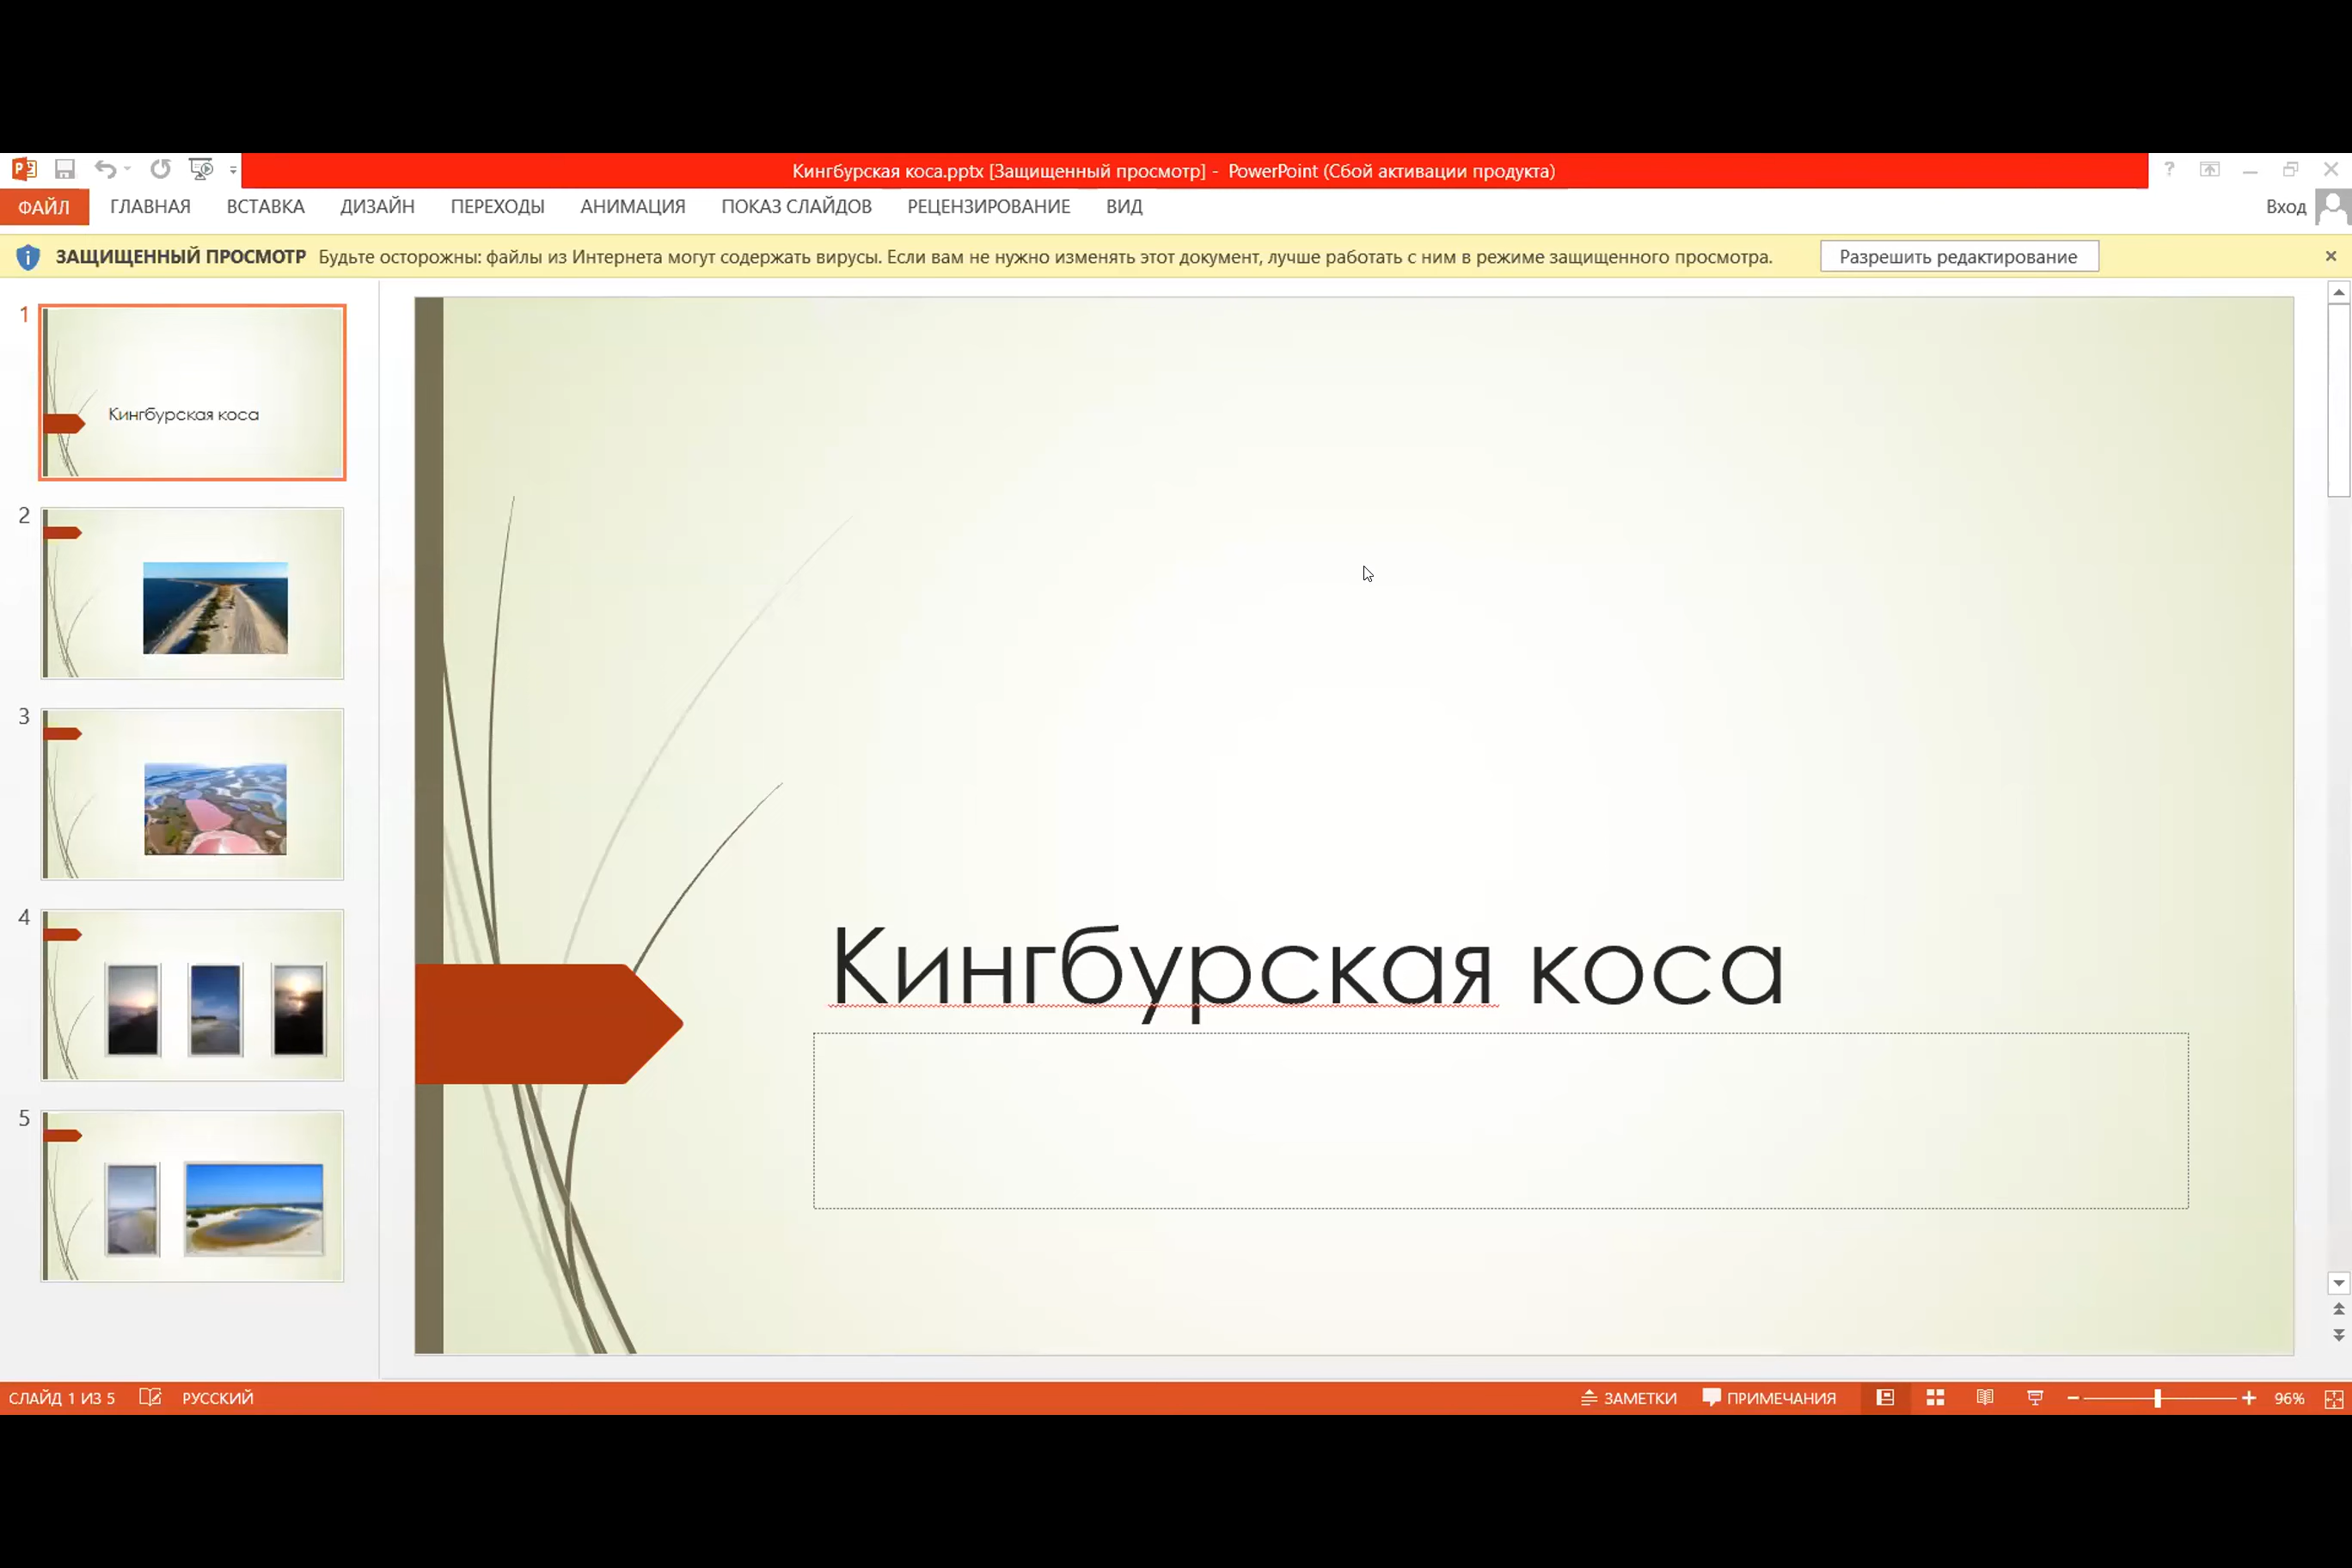 Кингбурская коса.pptx [Защищенный просмотр] - PowerPoint (Сбой активации продукта)
ФАЙЛ ГЛАВНАЯ ВСТАВКА ДИЗАЙН ПЕРЕХОДЫ АНИМАЦИЯ ПОКАЗ СЛАЙДОВ РЕЦЕНЗИРОВАНИЕ ВИД Вход
ЗАЩИЩЕННЫЙ ПРОСМОТР Будьте осторожны: файлы из Интернета могут содержать вирусы. Если вам не нужно изменять этот документ, лучше работать с ним в режиме защищенного просмотра. Разрешить редактирование
1
Кингбурская коса
2
3
4
5
Кингбурская коса
СЛАЙД 1 ИЗ 5 РУССКИЙ ЗАМЕТКИ ПРИМЕЧАНИЯ 96%